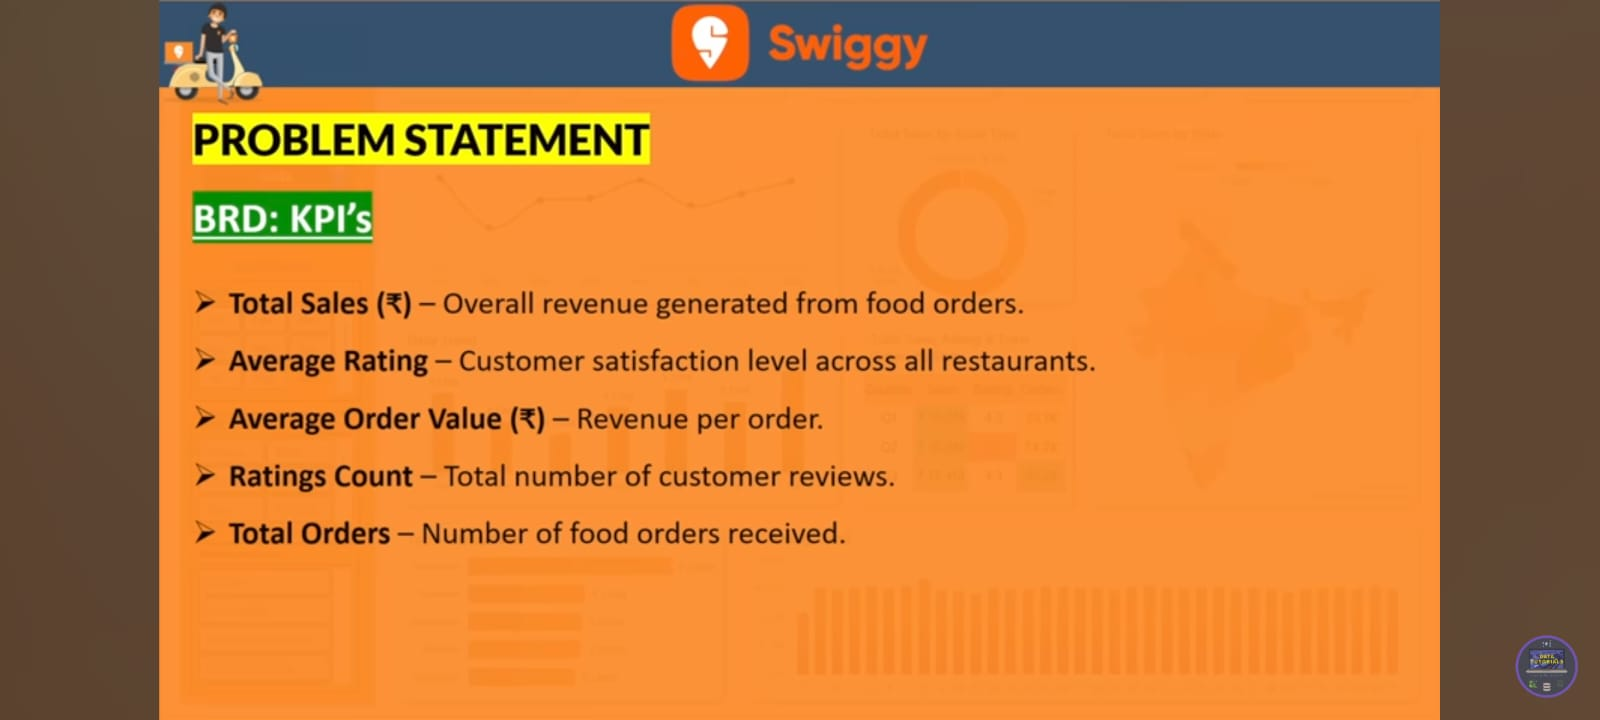 Swiggy
PROBLEM STATEMENT
BRD: KPI's
➢ Total Sales (₹) – Overall revenue generated from food orders.
➢ Average Rating – Customer satisfaction level across all restaurants.
➢ Average Order Value (₹) – Revenue per order.
➢ Ratings Count – Total number of customer reviews.
➢ Total Orders – Number of food orders received.